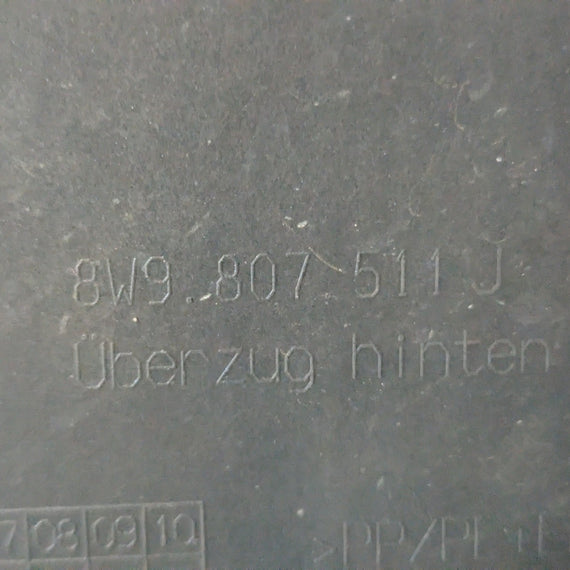 8W9.807.511 J
Überzug hinten
7 08 09 10
>PP/PE+E